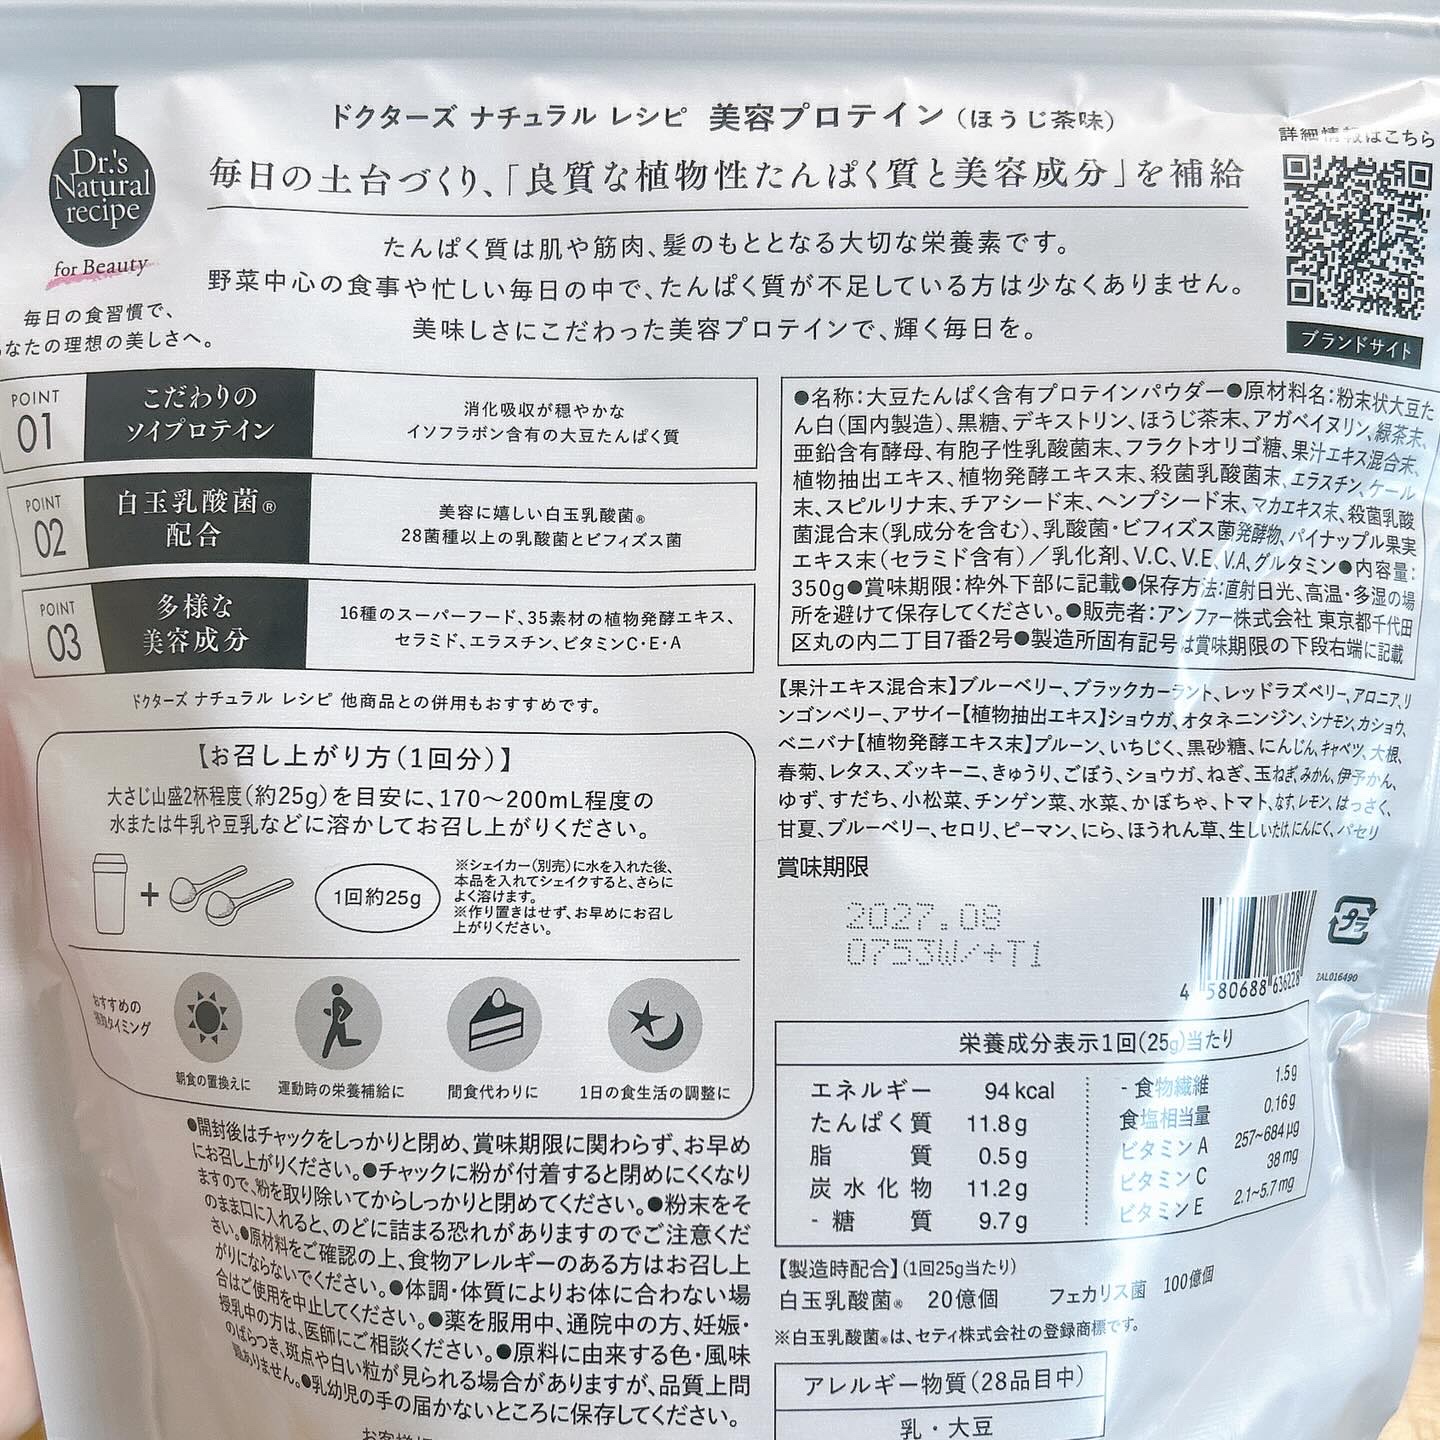 Dr.'s
Natural
recipe
for Beauty
毎日の食習慣で、
なたの理想の美しさへ。
ドクターズ ナチュラル レシピ 美容プロテイン（ほうじ茶味）
毎日の土台づくり、「良質な植物性たんぱく質と美容成分」を補給
たんぱく質は肌や筋肉、髪のもととなる大切な栄養素です。
野菜中心の食事や忙しい毎日の中で、たんぱく質が不足している方は少なくありません。
美味しさにこだわった美容プロテインで、輝く毎日を。
詳細情報はこちら
ブランドサイト
POINT 01 こだわりの
ソイプロテイン
消化吸収が穏やかな
イソフラボン含有の大豆たんぱく質
POINT 02 白玉乳酸菌®
配合
美容に嬉しい白玉乳酸菌®
28菌種以上の乳酸菌とビフィズス菌
POINT 03 多様な
美容成分
16種のスーパーフード、35素材の植物発酵エキス、
セラミド、エラスチン、ビタミンC・E・A
ドクターズ ナチュラル レシピ 他商品との併用もおすすめです。
【お召し上がり方（1回分）】
大さじ山盛2杯程度（約25g）を目安に、170〜200mL程度の
水または牛乳や豆乳などに溶かしてお召し上がりください。
+
1回約25g
※シェイカー（別売）に水を入れた後、
本品を入れてシェイクすると、さらに
よく溶けます。
※作り置きはせず、お早めにお召し
上がりください。
おすすめの
摂取タイミング
朝食の置換えに
運動時の栄養補給に
間食代わりに
1日の食生活の調整に
●開封後はチャックをしっかりと閉め、賞味期限に関わらず、お早め
にお召し上がりください。●チャックに粉が付着すると閉めにくくなり
ますので、粉を取り除いてからしっかりと閉めてください。●粉末をそ
のまま口に入れると、のどに詰まる恐れがありますのでご注意くだ
さい。●原材料をご確認の上、食物アレルギーのある方はお召し上
がりにならないでください。●体調・体質によりお体に合わない場
合はご使用を中止してください。●薬を服用中、通院中の方、妊娠・
授乳中の方は、医師にご相談ください。●原料に由来する色・風味
のばらつき、斑点や白い粒が見られる場合がありますが、品質上問
題ありません。●乳幼児の手の届かないところに保存してください。
●名称：大豆たんぱく含有プロテインパウダー●原材料名：粉末状大豆た
ん白（国内製造）、黒糖、デキストリン、ほうじ茶末、アガベイヌリン、緑茶末、
亜鉛含有酵母、有胞子性乳酸菌末、フラクトオリゴ糖、果汁エキス混合末、
植物抽出エキス、植物発酵エキス末、殺菌乳酸菌末、エラスチン、ケール
末、スピルリナ末、チアシード末、ヘンプシード末、マカエキス末、殺菌乳酸
菌混合末（乳成分を含む）、乳酸菌・ビフィズス菌発酵物、パイナップル果実
エキス末（セラミド含有）／乳化剤、V.C、V.E、V.A、グルタミン●内容量：
350g●賞味期限：枠外下部に記載●保存方法：直射日光、高温・多湿の場
所を避けて保存してください。●販売者：アンファー株式会社 東京都千代田
区丸の内二丁目7番2号●製造所固有記号は賞味期限の下段右端に記載
【果汁エキス混合末】ブルーベリー、ブラックカーラント、レッドラズベリー、アロニア、リ
ンゴンベリー、アサイー【植物抽出エキス】ショウガ、オタネニンジン、シナモン、カショウ、
ベニバナ【植物発酵エキス末】プルーン、いちじく、黒砂糖、にんじん、キャベツ、大根、
春菊、レタス、ズッキーニ、きゅうり、ごぼう、ショウガ、ねぎ、玉ねぎ、みかん、伊予かん、
ゆず、すだち、小松菜、チンゲン菜、水菜、かぼちゃ、トマト、なす、レモン、はっさく、
甘夏、ブルーベリー、セロリ、ピーマン、にら、ほうれん草、生しいたけ、にんにく、パセリ
賞味期限
2027.08
0753W/+T1
4 580688 636228
プラ
2AL016490
栄養成分表示1回（25g）当たり
エネルギー 94kcal
たんぱく質 11.8g
脂質 0.5g
炭水化物 11.2g
- 糖質 9.7g
- 食物繊維 1.5g
食塩相当量 0.16g
ビタミンA 257~684μg
ビタミンC 38mg
ビタミンE 2.1~5.7mg
【製造時配合】（1回25g当たり）
白玉乳酸菌® 20億個 フェカリス菌 100億個
※白玉乳酸菌®は、セティ株式会社の登録商標です。
アレルギー物質（28品目中）
乳・大豆